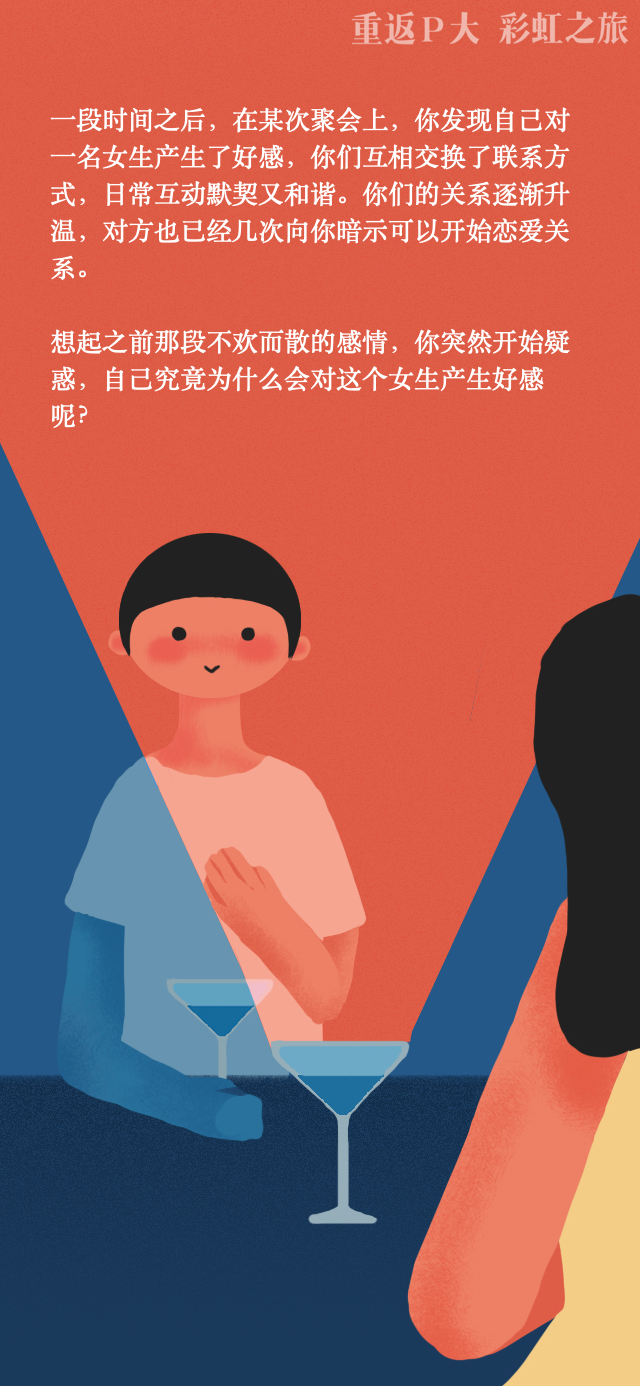 重返P大 彩虹之旅
一段时间之后，在某次聚会上，你发现自己对
一名女生产生了好感，你们互相交换了联系方
式，日常互动默契又和谐。你们的关系逐渐升
温，对方也已经几次向你暗示可以开始恋爱关
系。
想起之前那段不欢而散的感情，你突然开始疑
惑，自己究竟为什么会对这个女生产生好感
呢？